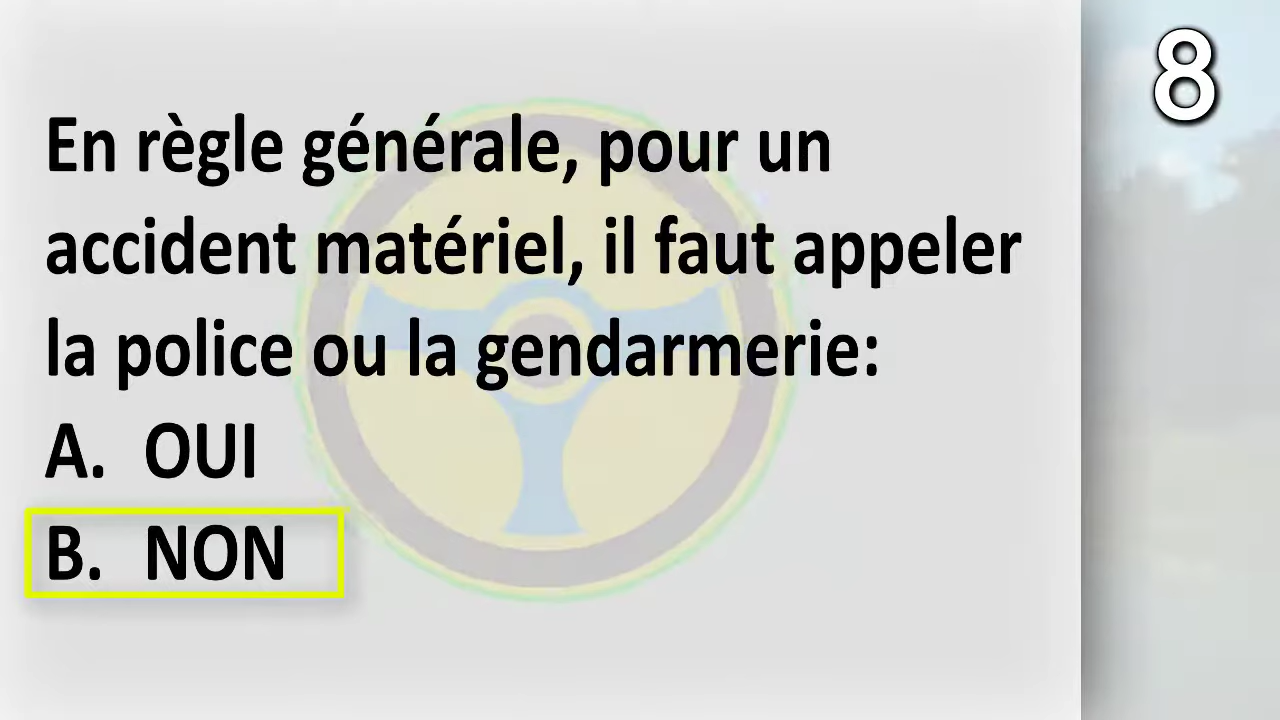 8
En règle générale, pour un
accident matériel, il faut appeler
la police ou la gendarmerie:
A. OUI
B. NON